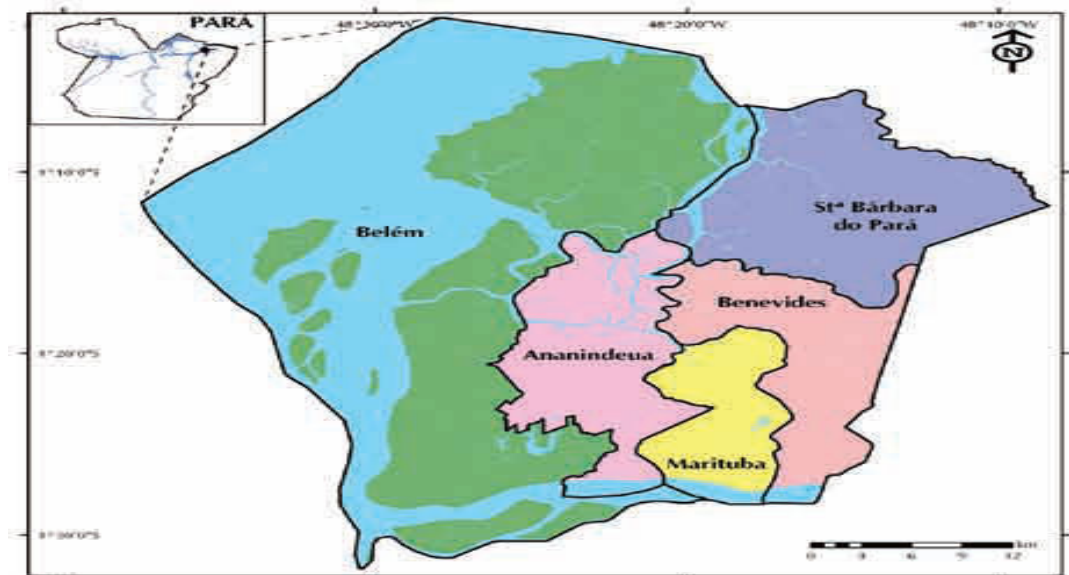 PARÁ
48°20'0"W
48°10'0"W
N
Stª Bárbara
do Pará
Belém
Benevides
Ananindeua
Marituba
km
0 3 6 9 12